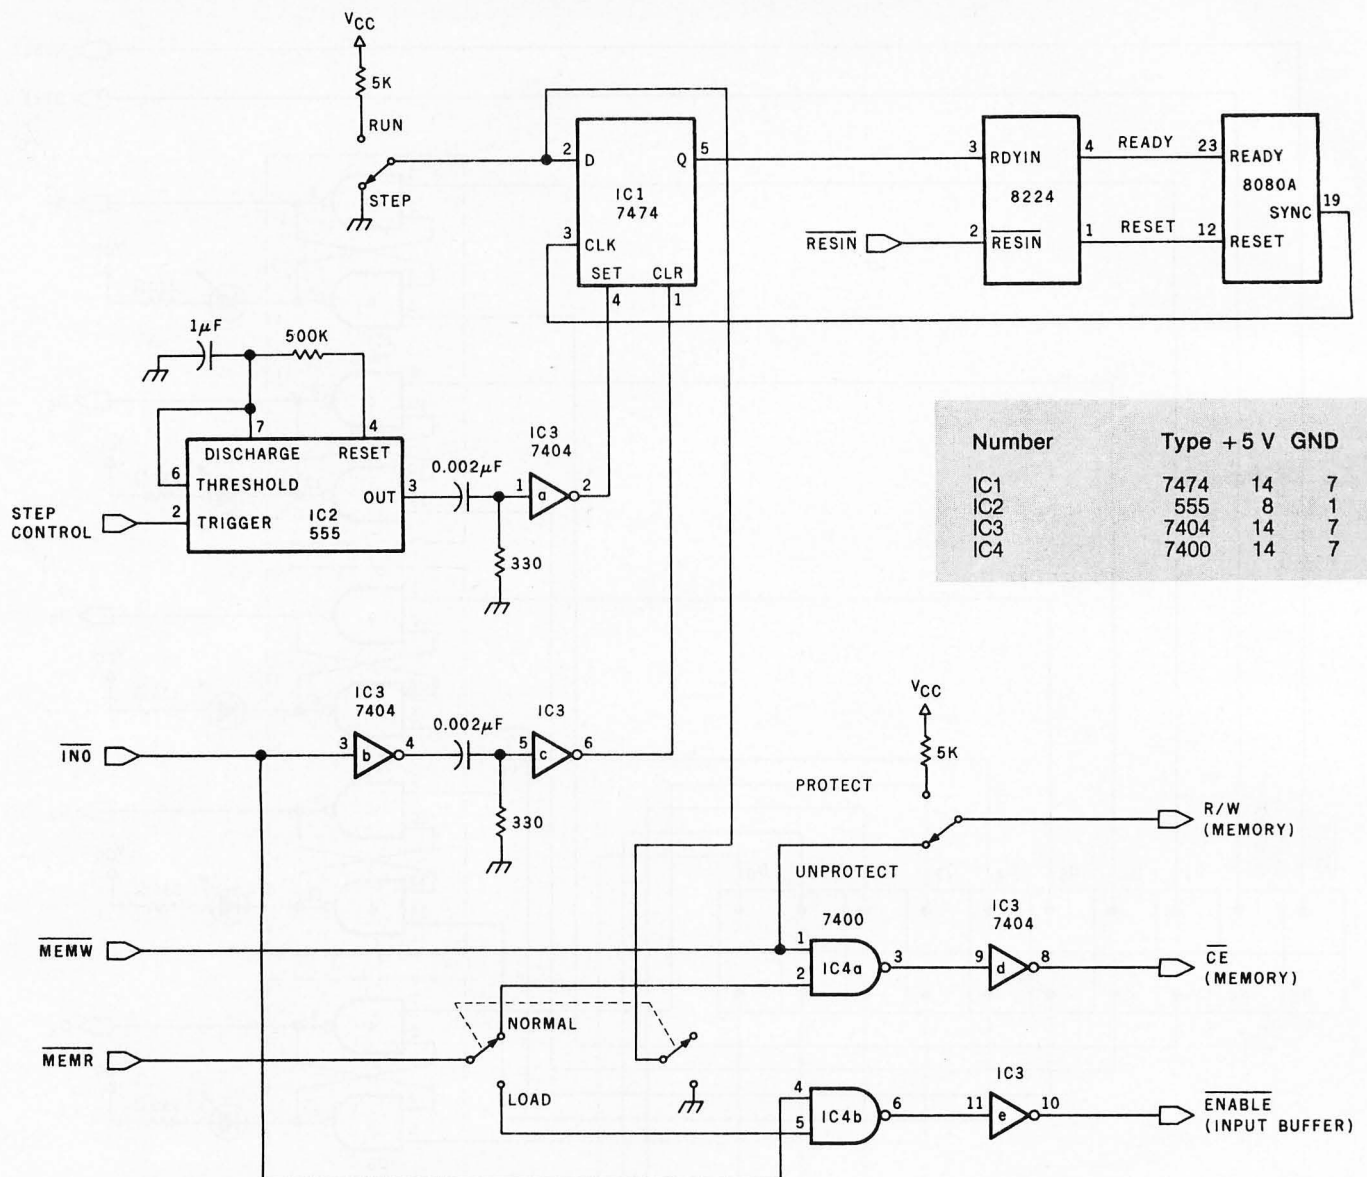 VCC
5K
RUN
STEP
2 D Q 5
IC1
7474
3 CLK
SET CLR
4 1
3 RDYIN 4 READY 23 READY
8224 8080A
SYNC 19
RESIN 2 RESIN 1 RESET 12 RESET
1μF 500K
7 4
DISCHARGE RESET
6 THRESHOLD
OUT 3
STEP CONTROL 2 TRIGGER
IC2
555
0.002μF
IC3
7404
1 a 2
330
Number Type +5 V GND
IC1 7474 14 7
IC2 555 8 1
IC3 7404 14 7
IC4 7400 14 7
IN0
IC3
7404
3 b 4
0.002μF
IC3
5 c 6
330
VCC
5K
PROTECT
UNPROTECT
R/W
(MEMORY)
MEMW
7400
1
2
IC4a
3
IC3
7404
9 d 8
CE
(MEMORY)
MEMR
NORMAL
LOAD
4
5
IC4b
6
IC3
11 e 10
ENABLE
(INPUT BUFFER)